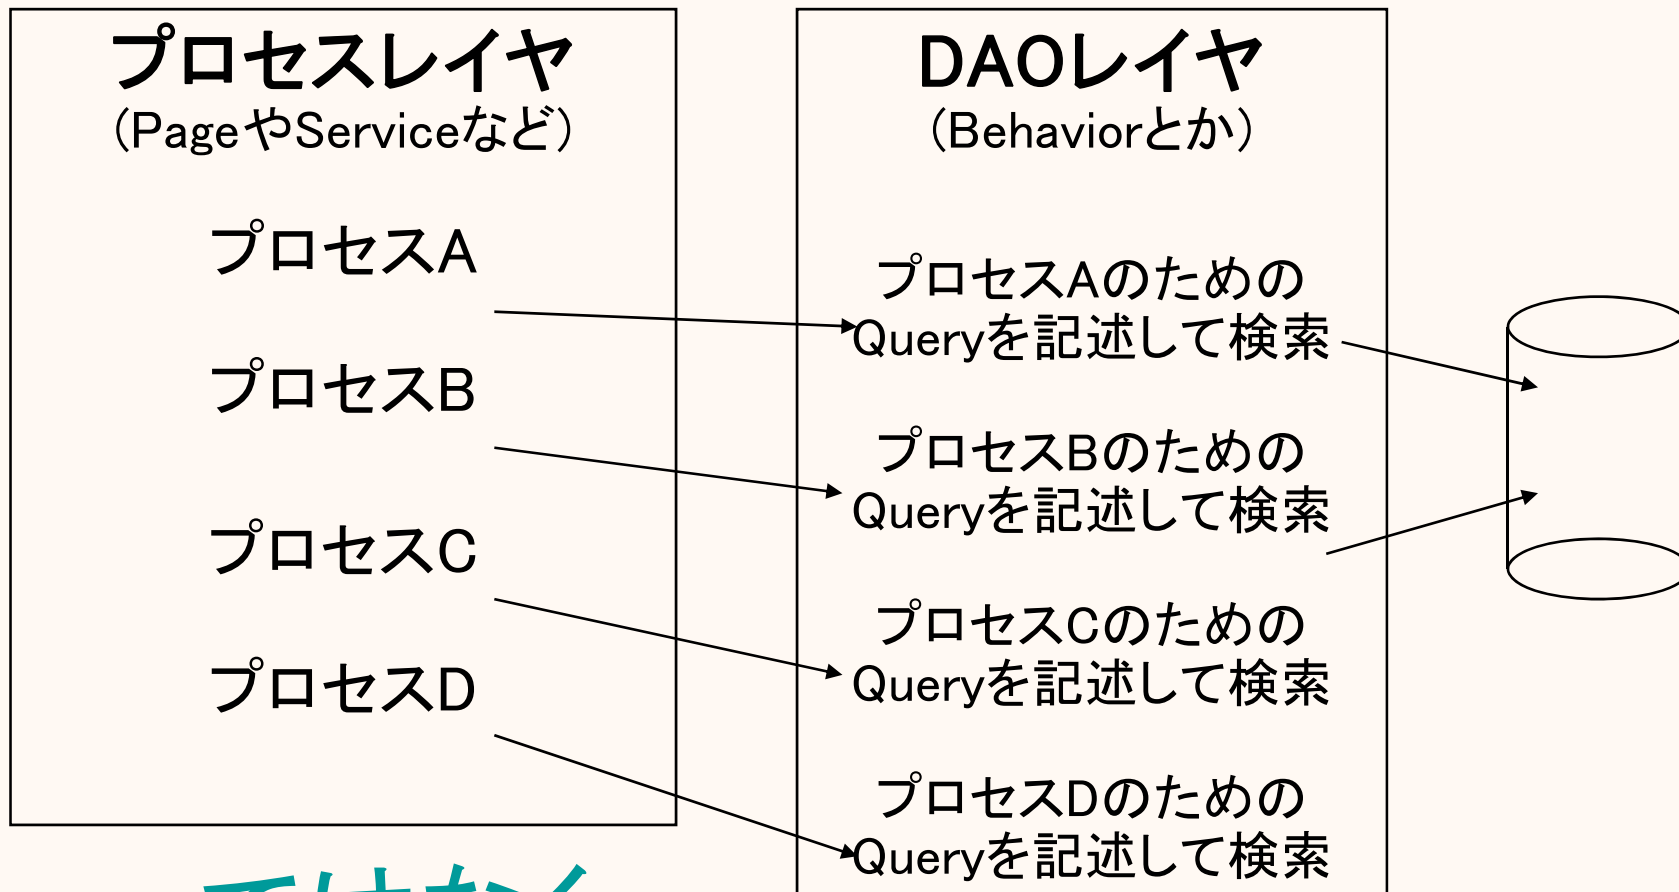 プロセスレイヤ
（PageやServiceなど）
プロセスA
プロセスB
プロセスC
プロセスD
DAOレイヤ
（Behaviorとか）
プロセスAのための
Queryを記述して検索
プロセスBのための
Queryを記述して検索
プロセスCのための
Queryを記述して検索
プロセスDのための
Queryを記述して検索
ではなく